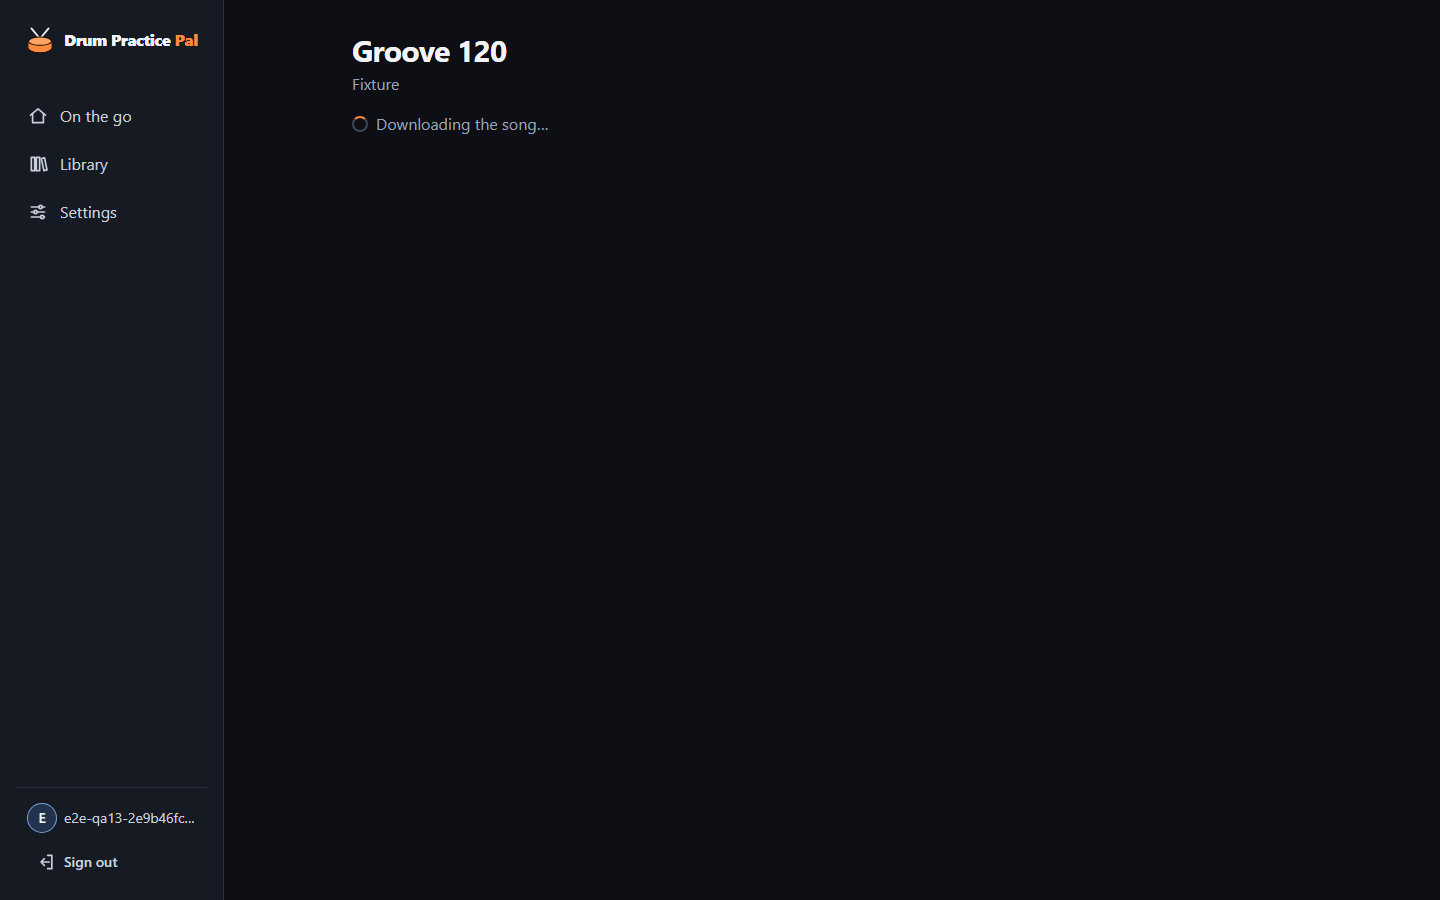 Drum Practice Pal
On the go
Library
Settings
Groove 120
Fixture
Downloading the song...
E
e2e-qa13-2e9b46fc...
Sign out